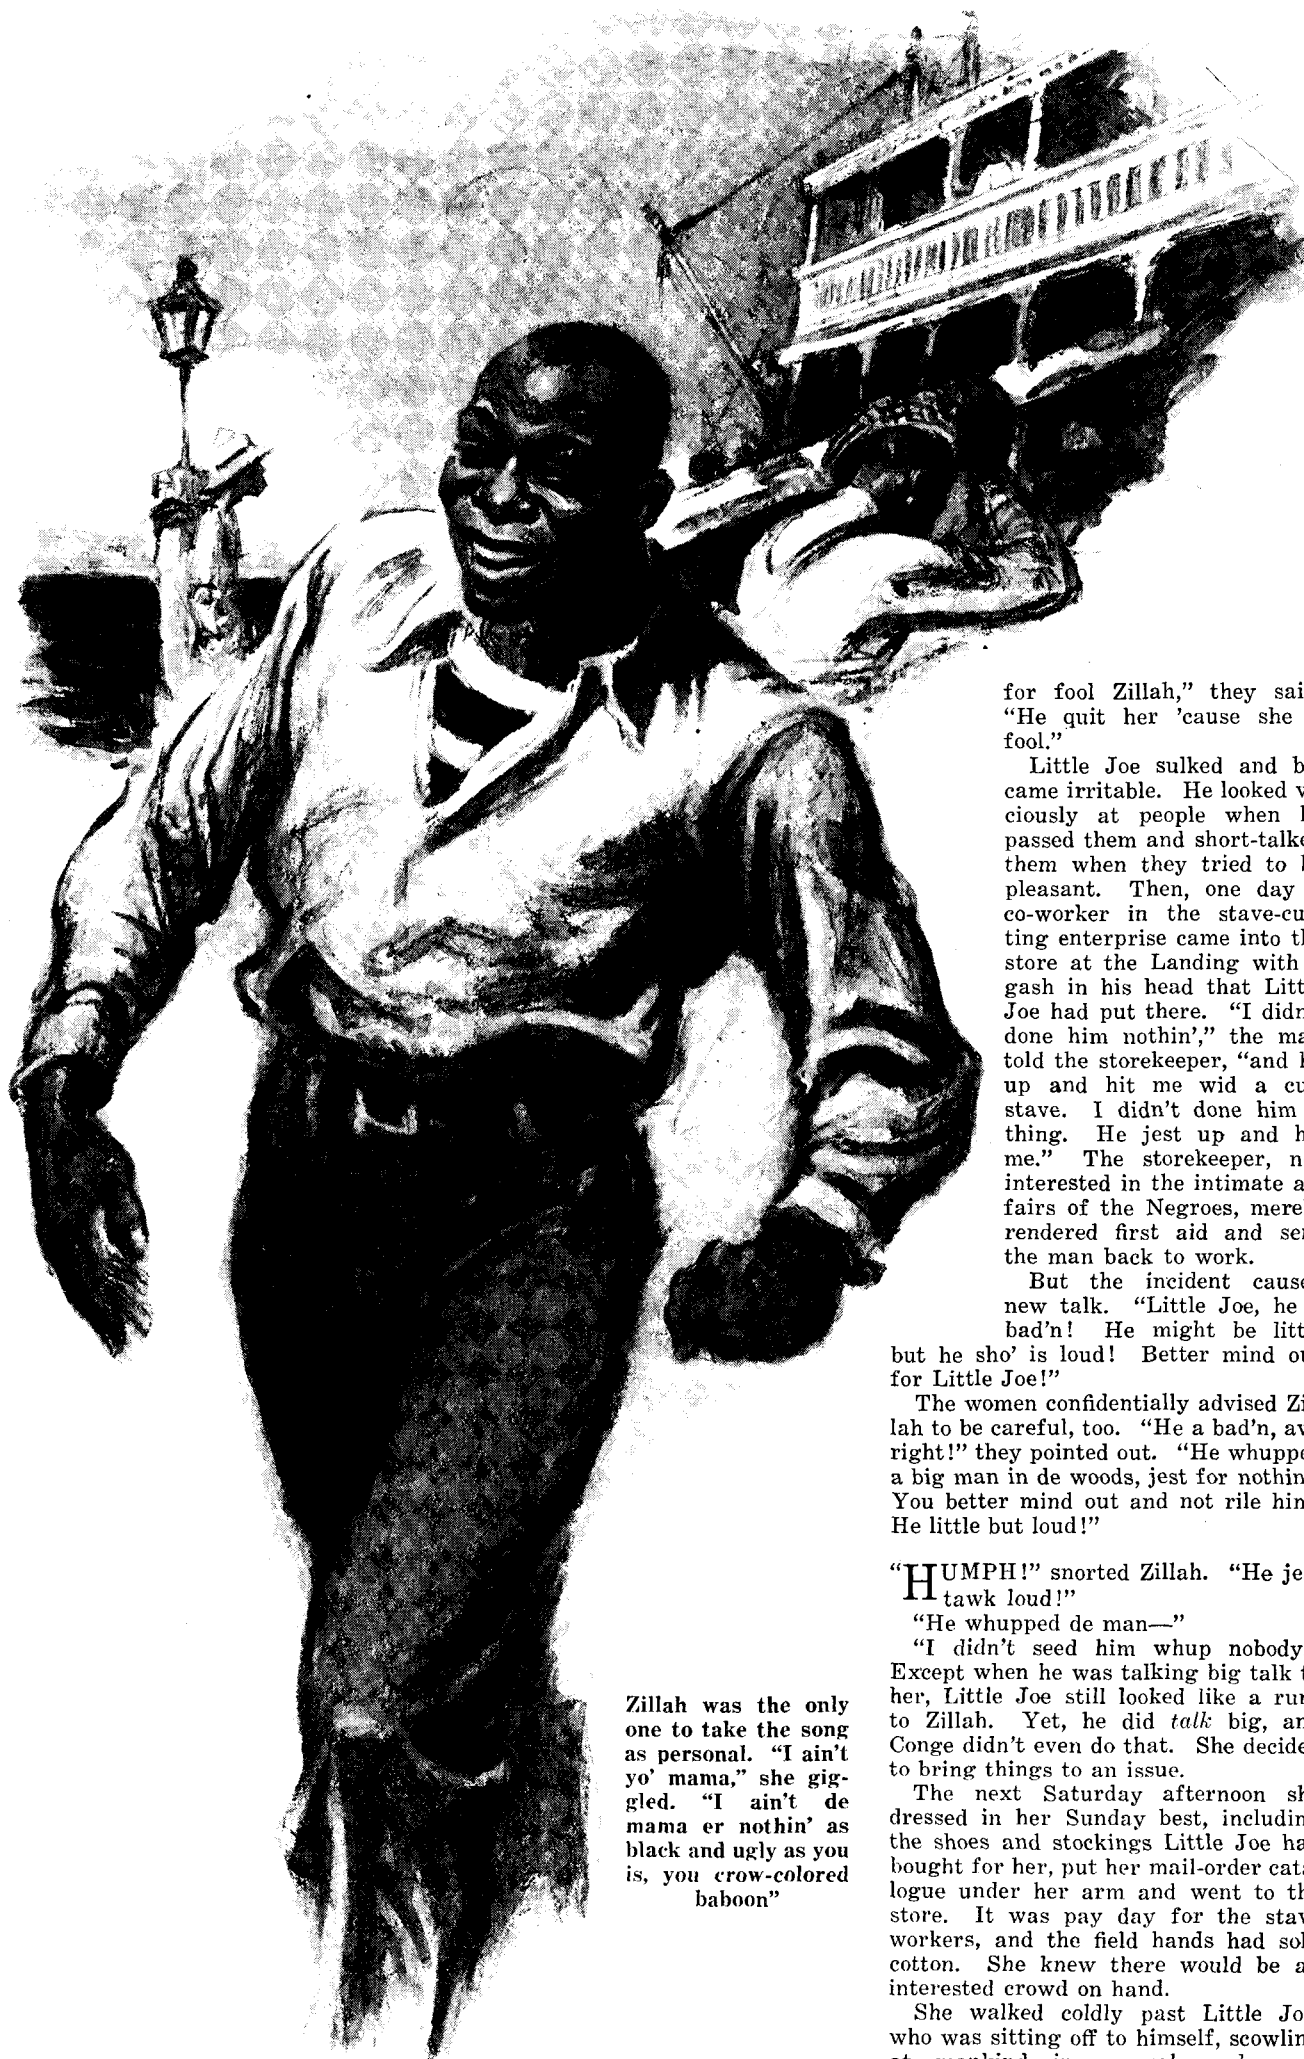 for fool Zillah,” they sai
“He quit her ’cause she
fool.”
Little Joe sulked and b
came irritable. He looked v
ciously at people when
passed them and short-talke
them when they tried to
pleasant. Then, one day
co-worker in the stave-cu
ting enterprise came into th
store at the Landing with
gash in his head that Litt
Joe had put there. “I didn
done him nothin’,” the ma
told the storekeeper, “and
up and hit me wid a cu
stave. I didn’t done him
thing. He jest up and h
me.” The storekeeper, n
interested in the intimate a
fairs of the Negroes, mere
rendered first aid and se
the man back to work.
But the incident cause
new talk. “Little Joe, he
bad’n! He might be litt
but he sho’ is loud! Better mind ou
for Little Joe!”
The women confidentially advised Zi
lah to be careful, too. “He a bad’n, aw
right!” they pointed out. “He whuppe
a big man in de woods, jest for nothin
You better mind out and not rile him
He little but loud!”
“HUMPH!” snorted Zillah. “He je
tawk loud!”
“He whupped de man—”
“I didn’t seed him whup nobody
Except when he was talking big talk t
her, Little Joe still looked like a run
to Zillah. Yet, he did talk big, an
Conge didn’t even do that. She decide
to bring things to an issue.
The next Saturday afternoon sh
dressed in her Sunday best, includin
the shoes and stockings Little Joe ha
bought for her, put her mail-order cata
logue under her arm and went to th
store. It was pay day for the stav
workers, and the field hands had sol
cotton. She knew there would be a
interested crowd on hand.
She walked coldly past Little Jo
who was sitting off to himself, scowlin
Zillah was the only
one to take the song
as personal. “I ain’t
yo’ mama,” she gig-
gled. “I ain’t de
mama er nothin’ as
black and ugly as you
is, you crow-colored
baboon”